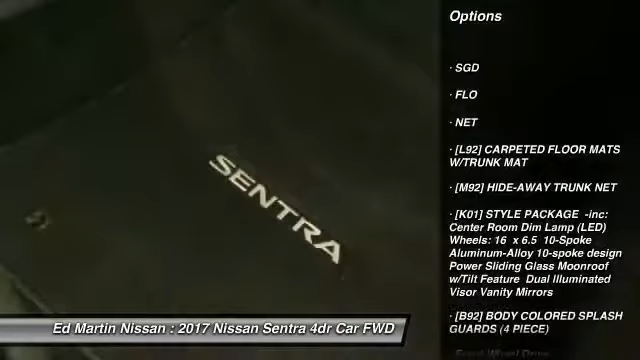 Options
· SGD
· FLO
· NET
· [L92] CARPETED FLOOR MATS
W/TRUNK MAT
· [M92] HIDE-AWAY TRUNK NET
· [K01] STYLE PACKAGE -inc:
Center Room Dim Lamp (LED)
Wheels: 16 x 6.5 10-Spoke
Aluminum-Alloy 10-spoke design
Power Sliding Glass Moonroof
w/Tilt Feature Dual Illuminated
Visor Vanity Mirrors
· [B92] BODY COLORED SPLASH
GUARDS (4 PIECE)
· Front Wheel Drive
SENTRA
Ed Martin Nissan : 2017 Nissan Sentra 4dr Car FWD